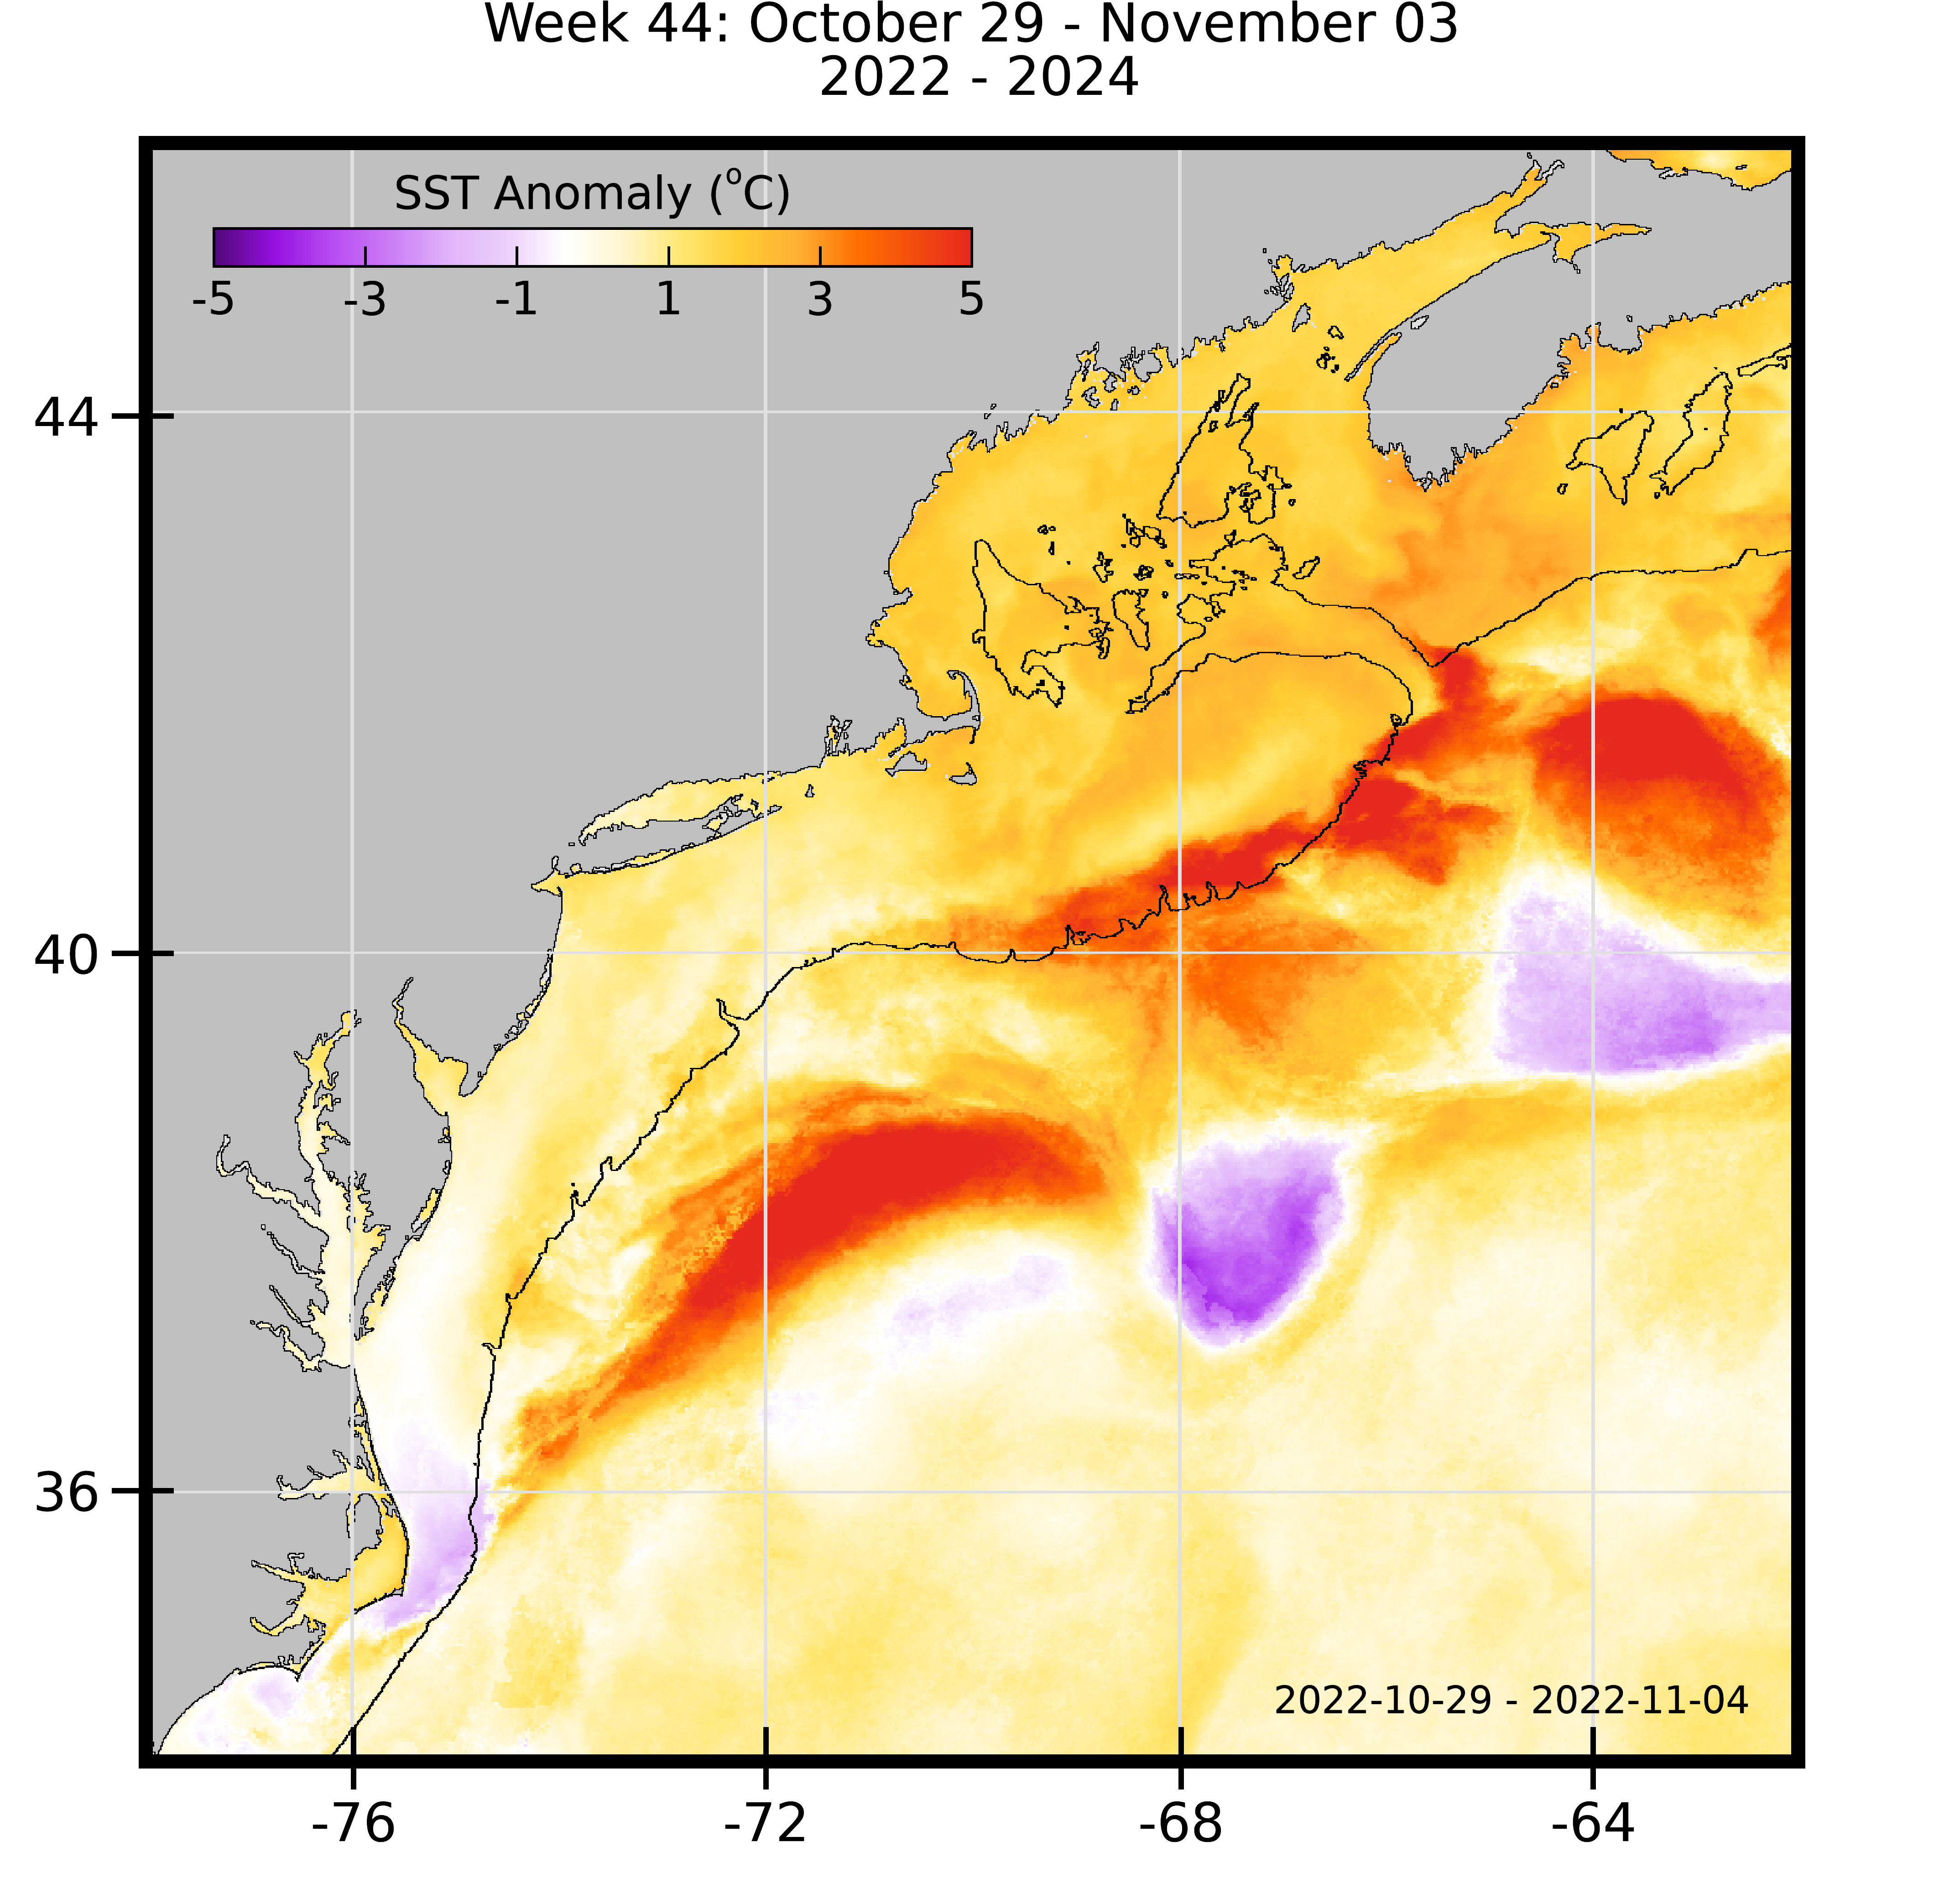 Week 44: October 29 - November 03
2022 - 2024
SST Anomaly (°C)
-5 -3 -1 1 3 5
44
40
36
2022-10-29 - 2022-11-04
-76 -72 -68 -64